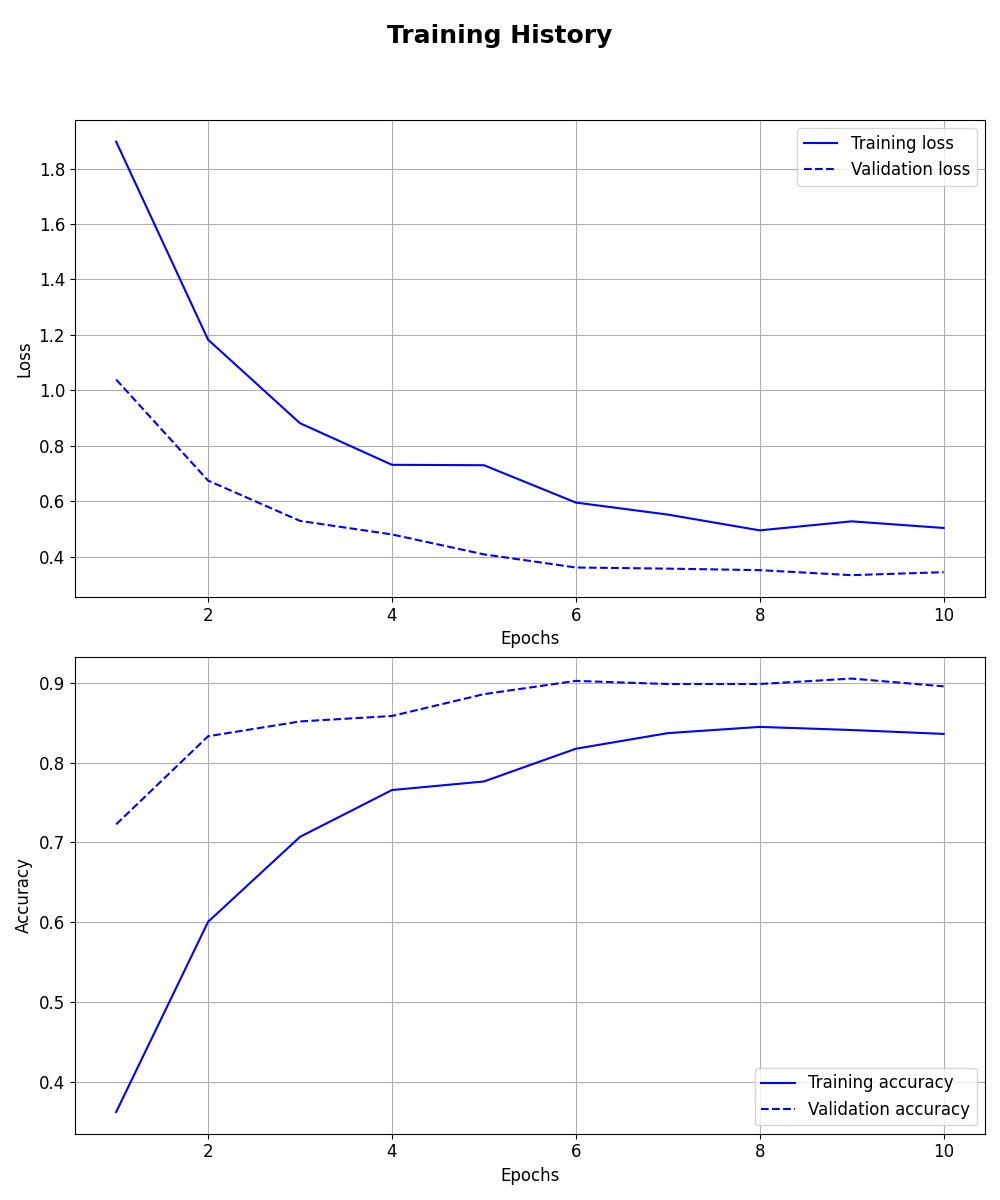 Training History
Training loss
Validation loss
1.8
1.6
1.4
1.2
1.0
0.8
0.6
0.4
Loss
2 4 6 8 10
Epochs
0.9
0.8
0.7
0.6
0.5
0.4
Accuracy
Training accuracy
Validation accuracy
2 4 6 8 10
Epochs